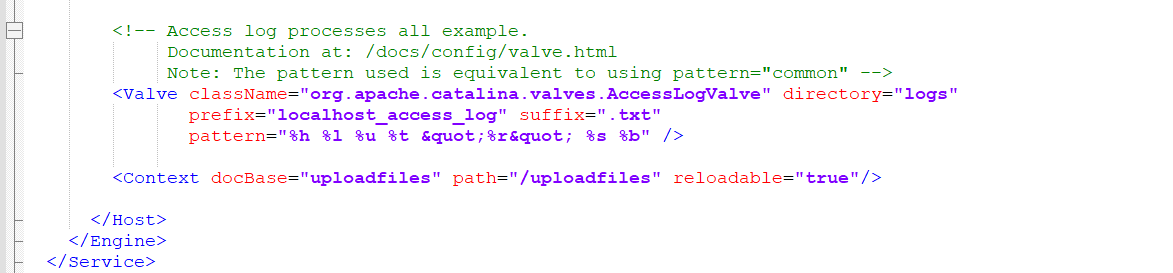 <!-- Access log processes all example.
Documentation at: /docs/config/valve.html
Note: The pattern used is equivalent to using pattern="common" -->
<Valve className="org.apache.catalina.valves.AccessLogValve" directory="logs"
prefix="localhost_access_log" suffix=".txt"
pattern="%h %l %u %t &quot;%r&quot; %s %b" />
<Context docBase="uploadfiles" path="/uploadfiles" reloadable="true"/>
</Host>
</Engine>
</Service>